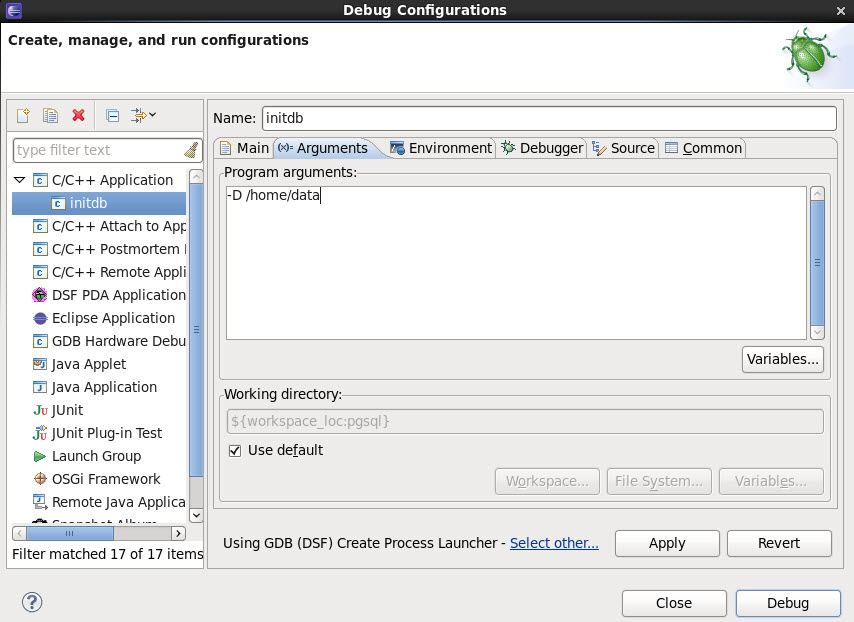 Debug Configurations
Create, manage, and run configurations
type filter text
C/C++ Application
initdb
C/C++ Attach to App
C/C++ Postmortem
C/C++ Remote Appli
DSF PDA Application
Eclipse Application
GDB Hardware Debu
Java Applet
Java Application
JUnit
JUnit Plug-in Test
Launch Group
OSGi Framework
Remote Java Applica
Filter matched 17 of 17 items
Name: initdb
Main (x)= Arguments Environment Debugger Source Common
Program arguments:
-D /home/data
Variables...
Working directory:
${workspace_loc:pgsql}
Use default
Workspace... File System... Variables...
Using GDB (DSF) Create Process Launcher - Select other... Apply Revert
Close Debug